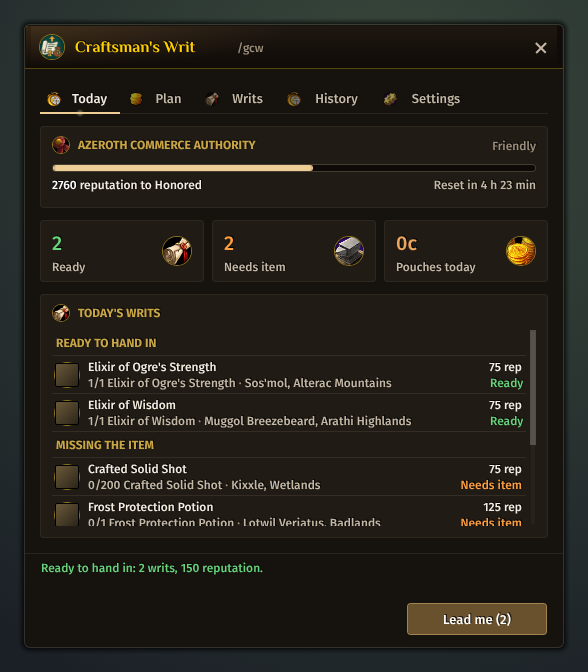 Craftsman's Writ /gcw
Today Plan Writs History Settings
AZEROTH COMMERCE AUTHORITY Friendly
2760 reputation to Honored Reset in 4 h 23 min
2 2 0c
Ready Needs item Pouches today
TODAY'S WRITS
READY TO HAND IN
Elixir of Ogre's Strength 75 rep
1/1 Elixir of Ogre's Strength · Sos'mol, Alterac Mountains Ready
Elixir of Wisdom 75 rep
1/1 Elixir of Wisdom · Muggol Breezebeard, Arathi Highlands Ready
MISSING THE ITEM
Crafted Solid Shot 75 rep
0/200 Crafted Solid Shot · Kixxle, Wetlands Needs item
Frost Protection Potion 125 rep
0/1 Frost Protection Potion · Lotwil Veriatus, Badlands Needs item
Ready to hand in: 2 writs, 150 reputation.
Lead me (2)